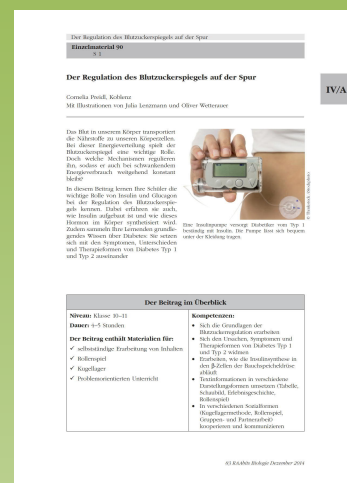 Der Regulation des Blutzuckerspiegels auf der Spur
Einzelmaterial 90
S 1
IV/A
Der Regulation des Blutzuckerspiegels auf der Spur
Cornelia Preidl, Koblenz
Mit Illustrationen von Julia Lenzmann und Oliver Wetterauer
Das Blut in unserem Körper transportiert
die Nährstoffe zu unseren Körperzellen.
Bei dieser Energieverteilung spielt der
Blutzuckerspiegel eine wichtige Rolle.
Doch welche Mechanismen regulieren
ihn, sodass er auch bei schwankendem
Energieverbrauch weitgehend konstant
bleibt?
In diesem Beitrag lernen Ihre Schüler die
wichtige Rolle von Insulin und Glucagon
bei der Regulation des Blutzuckerspie-
gels kennen. Dabei erfahren sie auch,
wie Insulin aufgebaut ist und wie dieses
Hormon im Körper synthetisiert wird.
Zudem sammeln Ihre Lernenden grundle-
gendes Wissen über Diabetes: Sie setzen
sich mit den Symptomen, Unterschieden
und Therapieformen von Diabetes Typ 1
und Typ 2 auseinander
Eine Insulinpumpe versorgt Diabetiker vom Typ 1
beständig mit Insulin. Die Pumpe lässt sich bequem
unter der Kleidung tragen.
Der Beitrag im Überblick
Niveau: Klasse 10–11
Dauer: 4–5 Stunden
Der Beitrag enthält Materialien für:
✓ selbstständige Erarbeitung von Inhalten
✓ Rollenspiel
✓ Kugellager
✓ Problemorientierten Unterricht
Kompetenzen:
• Sich die Grundlagen der
Blutzuckerregulation erarbeiten
• Sich den Ursachen, Symptomen und
Therapieformen von Diabetes Typ 1
und Typ 2 widmen
• Erarbeiten, wie die Insulinsynthese in
den β-Zellen der Bauchspeicheldrüse
abläuft
• Textinformationen in verschiedene
Darstellungsformen umsetzen (Tabelle,
Schaubild, Erlebnisgeschichte,
Rollenspiel)
• In verschiedenen Sozialformen
(Kugellagermethode, Rollenspiel,
Gruppen- und Partnerarbeit)
kooperieren und kommunizieren
83 RAAbits Biologie Dezember 2014